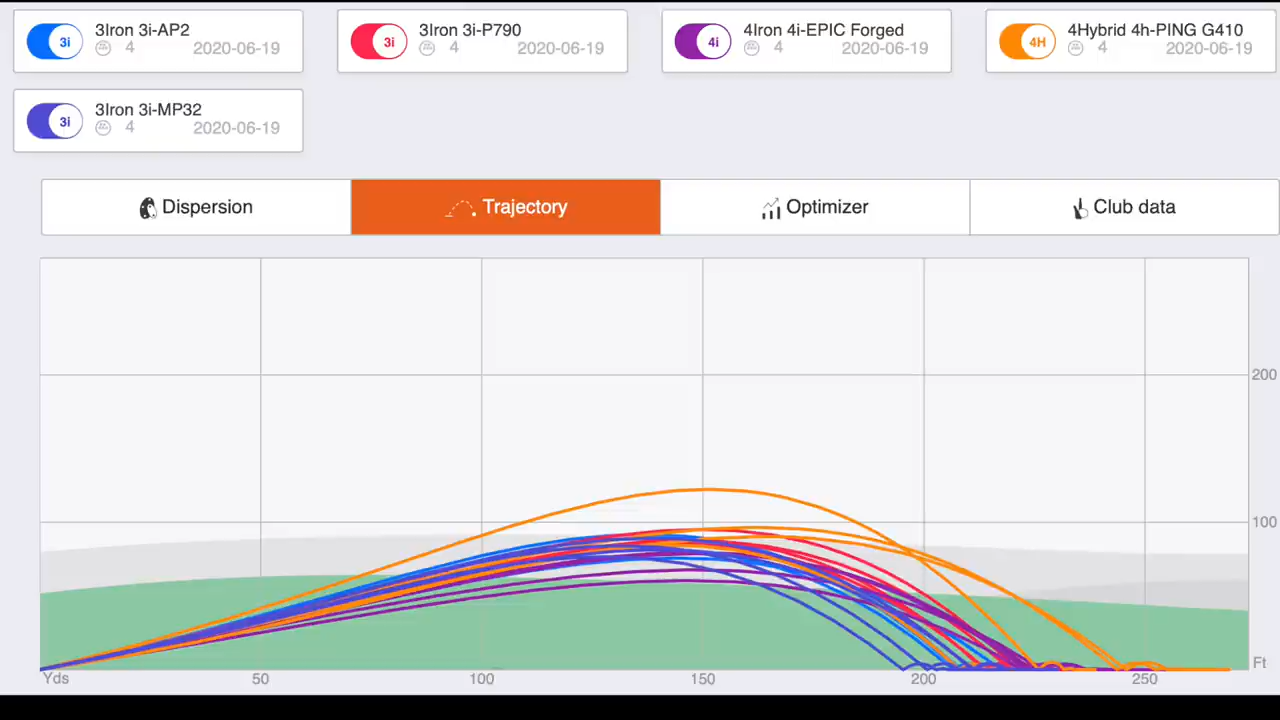 3i
3Iron 3i-AP2
4
2020-06-19
3i
3Iron 3i-P790
4
2020-06-19
4i
4Iron 4i-EPIC Forged
4
2020-06-19
4H
4Hybrid 4h-PING G410
4
2020-06-19
3i
3Iron 3i-MP32
4
2020-06-19
Dispersion
Trajectory
Optimizer
Club data
200
100
Ft
Yds
50
100
150
200
250